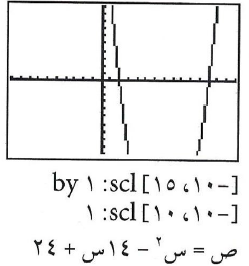 [-١٠، ١٥] scl: ١ by
[-١٠، ١٠] scl: ١
ص = س٢ - ١٤س + ٢٤